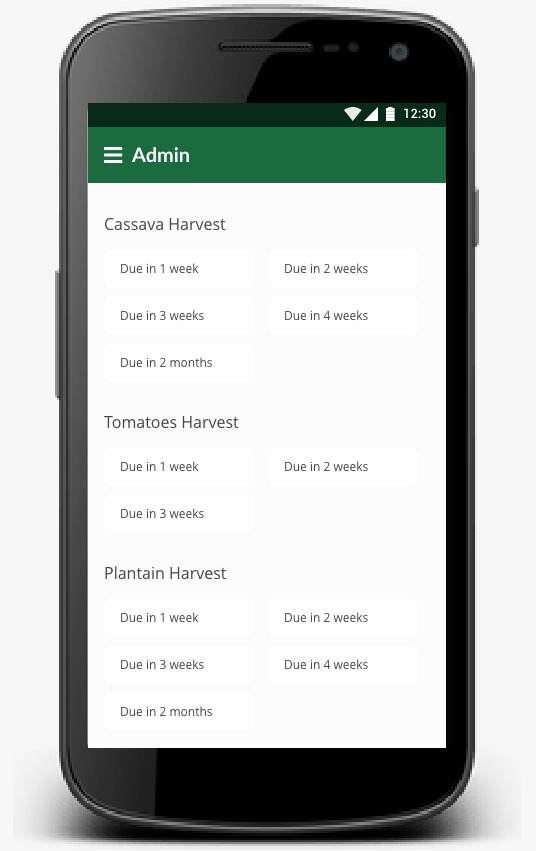 12:30
Admin
Cassava Harvest
Due in 1 week Due in 2 weeks
Due in 3 weeks Due in 4 weeks
Due in 2 months
Tomatoes Harvest
Due in 1 week Due in 2 weeks
Due in 3 weeks
Plantain Harvest
Due in 1 week Due in 2 weeks
Due in 3 weeks Due in 4 weeks
Due in 2 months